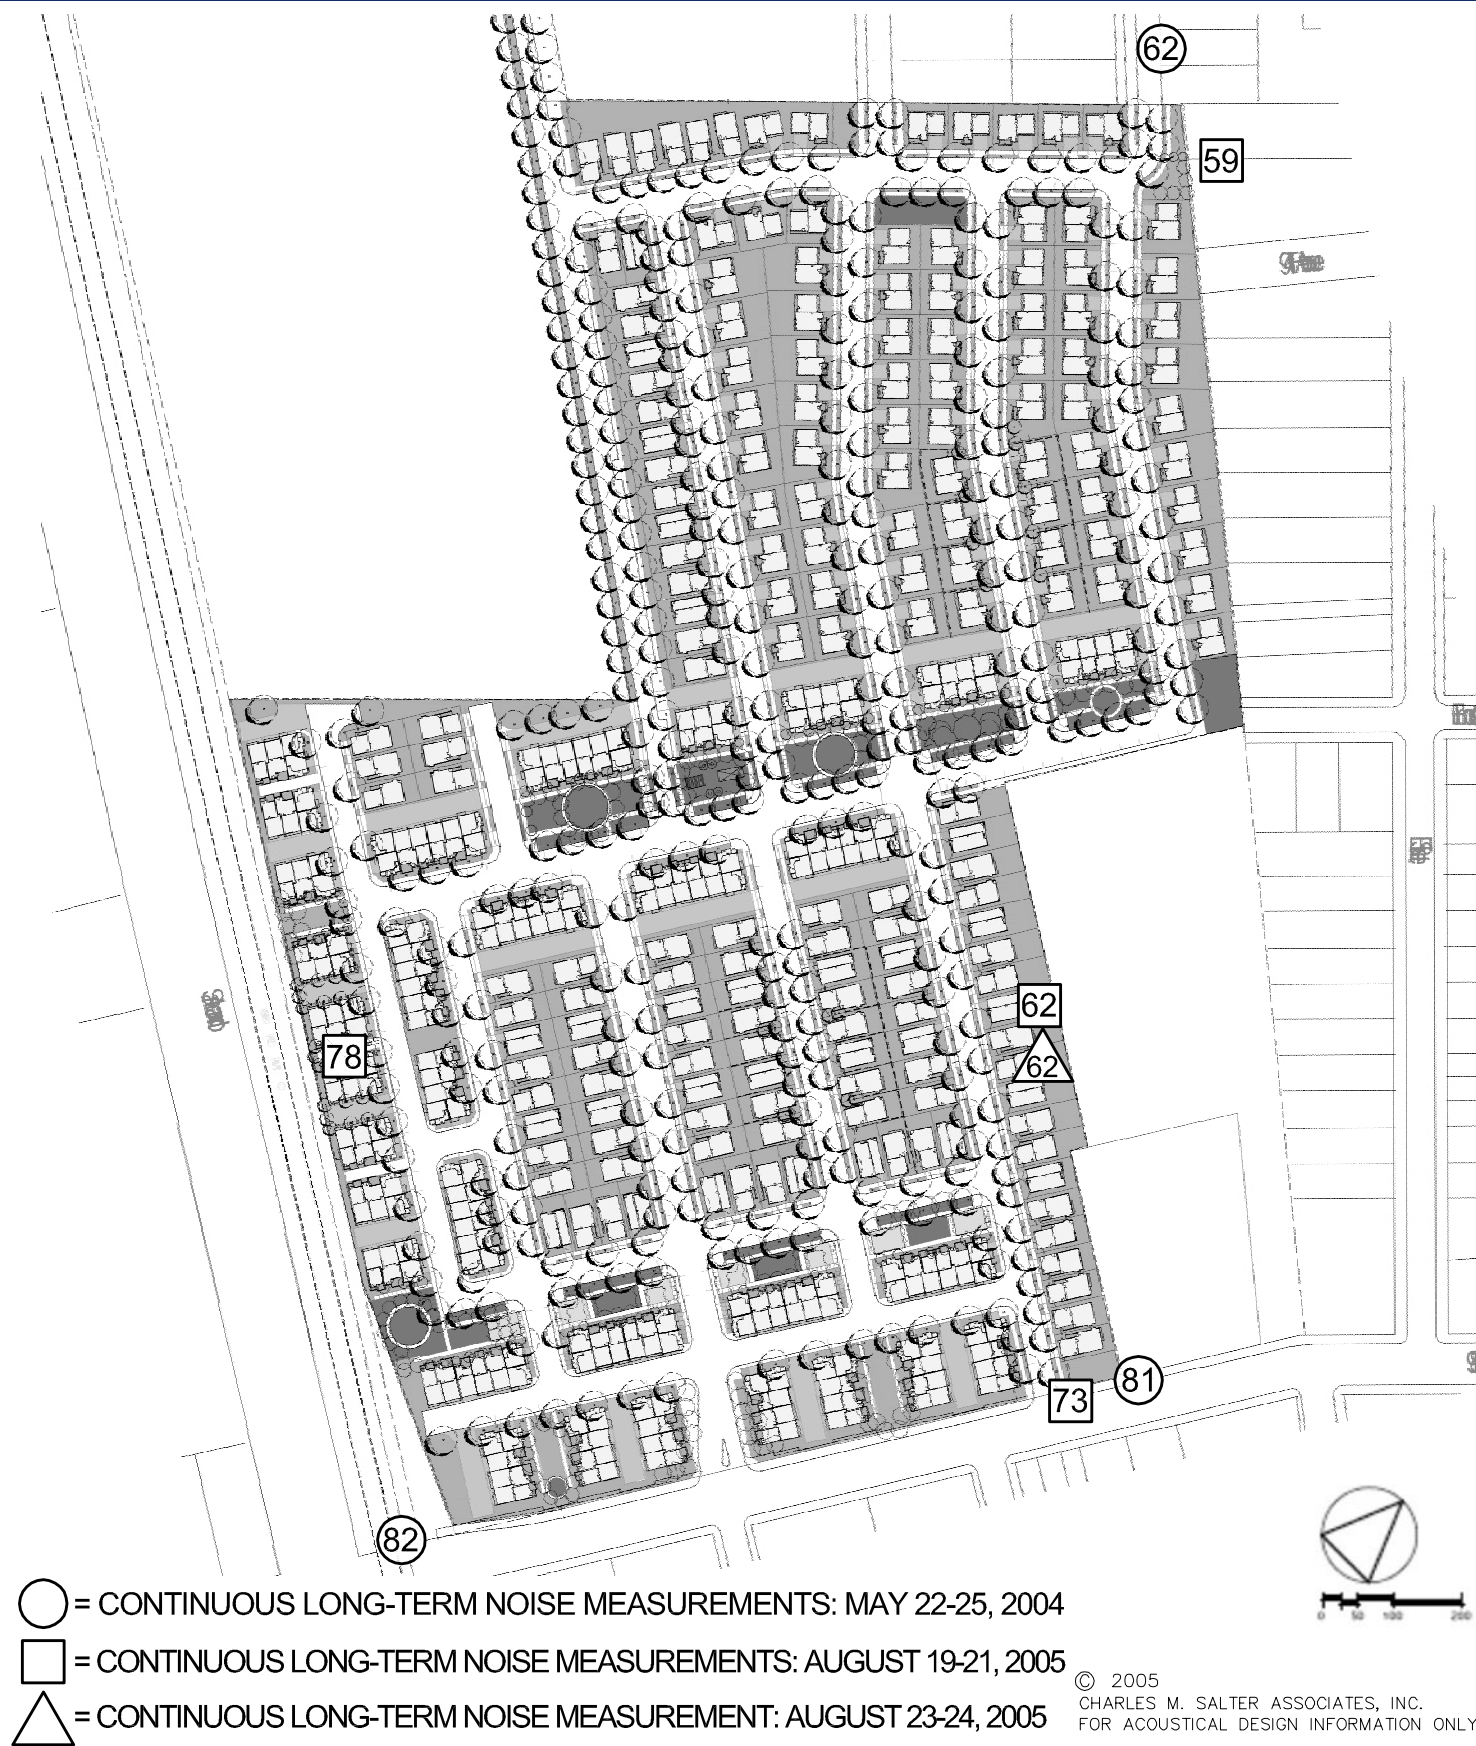 62
59
62
62
78
81
73
82
○ = CONTINUOUS LONG-TERM NOISE MEASUREMENTS: MAY 22-25, 2004
□ = CONTINUOUS LONG-TERM NOISE MEASUREMENTS: AUGUST 19-21, 2005
△ = CONTINUOUS LONG-TERM NOISE MEASUREMENT: AUGUST 23-24, 2005
0 50 100 200
© 2005
CHARLES M. SALTER ASSOCIATES, INC.
FOR ACOUSTICAL DESIGN INFORMATION ONLY